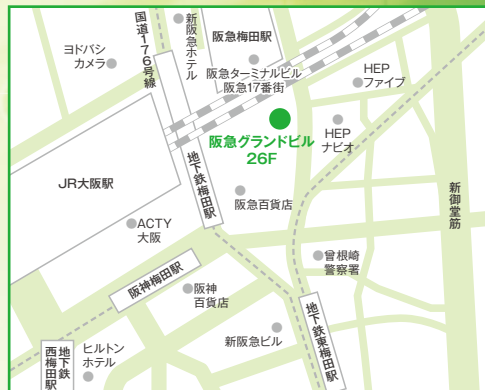 ヨドバシ
カメラ
国道176号線
新阪急ホテル
阪急梅田駅
阪急ターミナルビル
阪急17番街
HEP
ファイブ
HEP
ナビオ
阪急グランドビル
26F
地下鉄梅田駅
JR大阪駅
阪急百貨店
新御堂筋
ACTY
大阪
曾根崎
警察署
阪神梅田駅
阪神
百貨店
地下鉄東梅田駅
新阪急ビル
ヒルトン
ホテル
地下鉄
西梅田駅